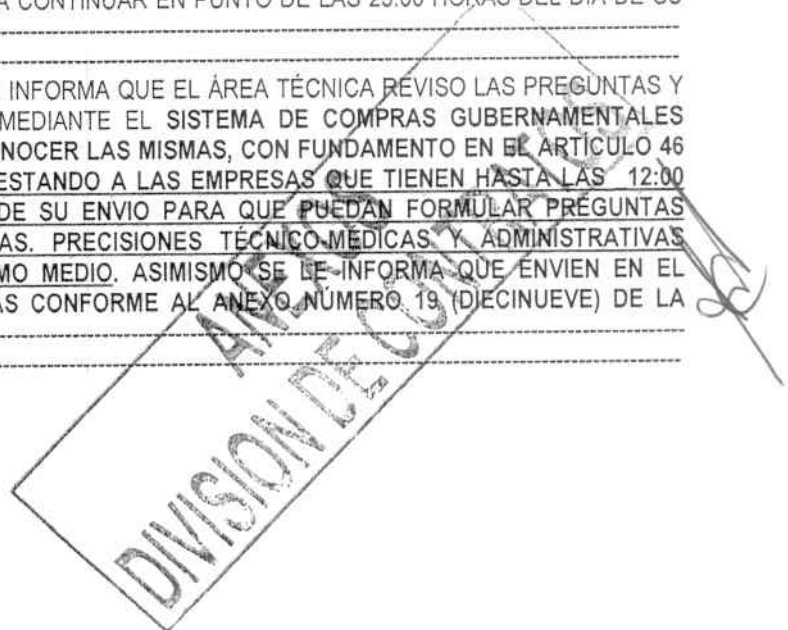 A CONTINUAR EN PUNTO DE LAS 23:00 HORAS DEL DÍA DE
INFORMA QUE EL ÁREA TÉCNICA REVISO LAS PREGUNTAS Y
MEDIANTE EL SISTEMA DE COMPRAS GUBERNAMENTALES
NOCER LAS MISMAS, CON FUNDAMENTO EN EL ARTÍCULO 46
ESTANDO A LAS EMPRESAS QUE TIENEN HASTA LAS 12:00
DE SU ENVIO PARA QUE PUEDAN FORMULAR PREGUNTAS
AS. PRECISIONES TÉCNICO-MÉDICAS Y ADMINISTRATIVAS
MO MEDIO. ASIMISMO SE LE INFORMA QUE ENVIEN EN EL
AS CONFORME AL ANEXO NÚMERO 19 (DIECINUEVE) DE LA
ANEXOS
DIVISION DE CONTRATOS